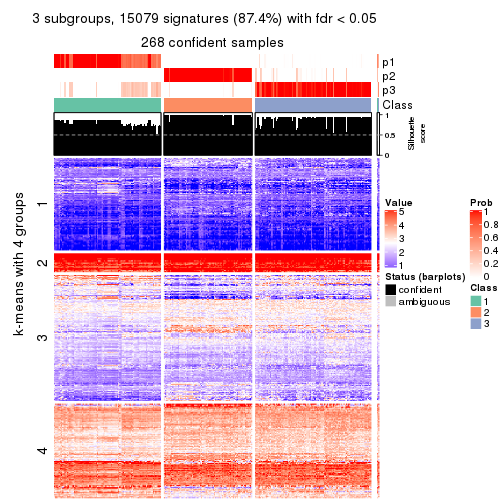 3 subgroups, 15079 signatures (87.4%) with fdr < 0.05
268 confident samples
p1
p2
p3
Class
1
0.5
0
Silhouette
score
k-means with 4 groups
1
2
3
4
Value
5
4
3
2
1
Status (barplots)
confident
ambiguous
Prob
1
0.8
0.6
0.4
0.2
0
Class
1
2
3